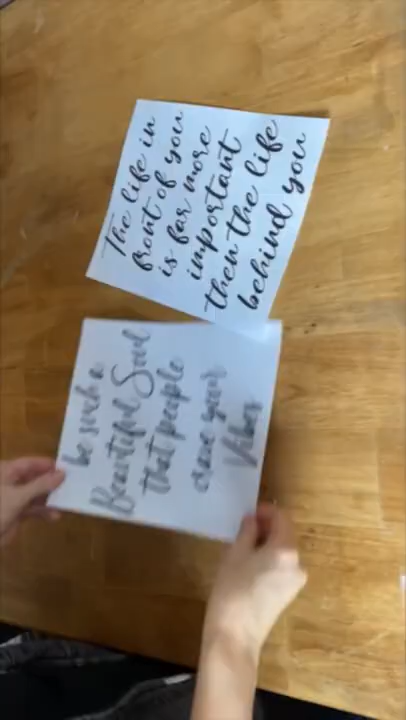 The life in
front of you
is far more
important
then the life
behind you
be such a
Beautiful Soul
that people
crave your
Vibes